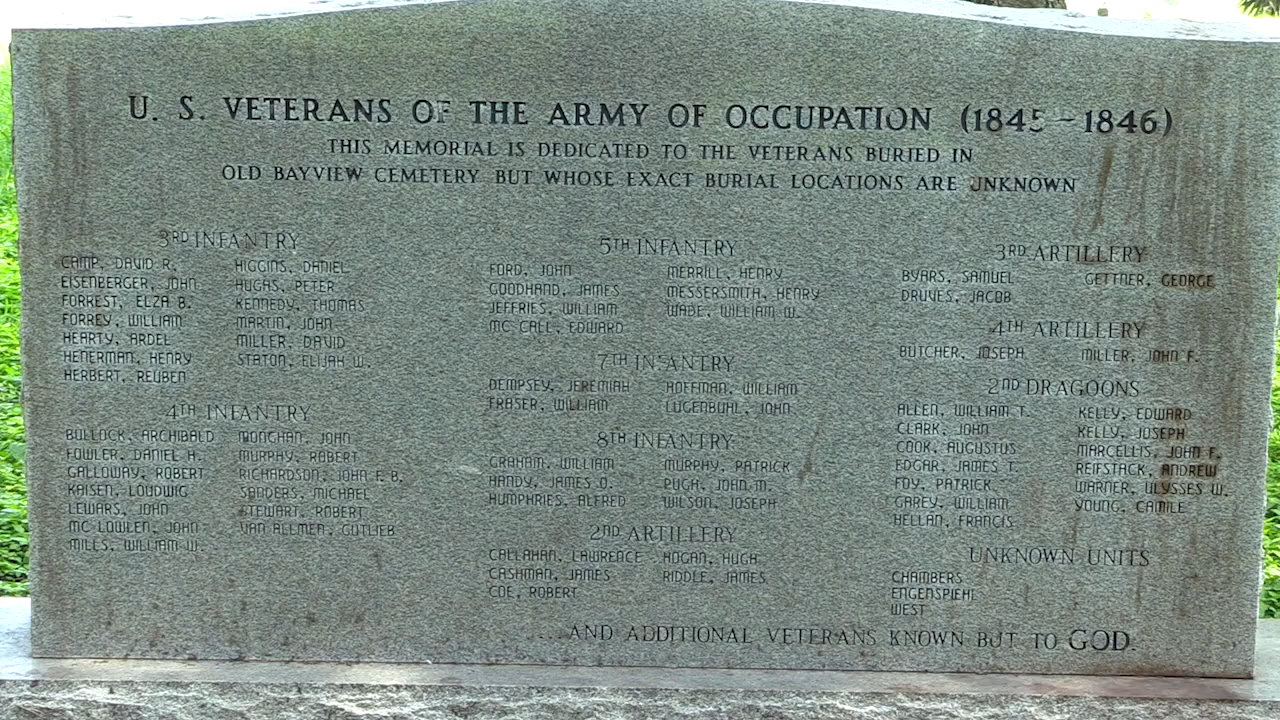 U. S. VETERANS OF THE ARMY OF OCCUPATION (1845 - 1846)
THIS MEMORIAL IS DEDICATED TO THE VETERANS BURIED IN
OLD BAYVIEW CEMETERY BUT WHOSE EXACT BURIAL LOCATIONS ARE UNKNOWN
3RD INFANTRY
CAMP, DAVID R.
EISENBERGER, JOHN
FORREST, ELZA B.
FORREY, WILLIAM
HEARTY, ARDEL
HENERMAN, HENRY
HERBERT, REUBEN
HIGGINS, DANIEL
HUGAS, PETER
KENNEDY, THOMAS
MARTIN, JOHN
MILLER, DAVID
STATON, ELIJAH W.
4TH INFANTRY
BULLOCK, ARCHIBALD
FOWLER, DANIEL H.
GALLOWAY, ROBERT
KAISEN, LOUDWIG
LEWARS, JOHN
MC LOWLEN, JOHN
MILLS, WILLIAM W.
MONGHAN, JOHN
MURPHY, ROBERT
RICHARDSON, JOHN F. B.
SANDERS, MICHAEL
STEWART, ROBERT
VAN ALLMEN, GUTLIEB
5TH INFANTRY
FORD, JOHN
GOODHAND, JAMES
JEFFRIES, WILLIAM
MC CALL, EDWARD
MERRILL, HENRY
MESSERSMITH, HENRY
WABE, WILLIAM W.
7TH INFANTRY
DEMPSEY, JEREMIAH
FRASER, WILLIAM
HOFFMAN, WILLIAM
LUGENBUHL, JOHN
8TH INFANTRY
GRAHAM, WILLIAM
HANDY, JAMES O.
HUMPHRIES, ALFRED
MURPHY, PATRICK
PUGH, JOHN M.
WILSON, JOSEPH
2ND ARTILLERY
CALLAHAN, LAWRENCE
CASHMAN, JAMES
COE, ROBERT
HOGAN, HUGH
RIDDLE, JAMES
3RD ARTILLERY
BYARS, SAMUEL
DRUVES, JACOB
GETTNER, GEORGE
4TH ARTILLERY
BUTCHER, JOSEPH
MILLER, JOHN F.
2ND DRAGOONS
ALLEN, WILLIAM T.
CLARK, JOHN
COOK, AUGUSTUS
EDGAR, JAMES T.
FOY, PATRICK
GAREY, WILLIAM
HELLAN, FRANCIS
KELLY, EDWARD
KELLY, JOSEPH
MARCELLIS, JOHN F.
REIFSTACK, ANDREW
WARNER, ULYSSES W.
YOUNG, CAMILE
UNKNOWN UNITS
CHAMBERS
ENGENSPIEHL
WEST
...AND ADDITIONAL VETERANS KNOWN BUT TO GOD.